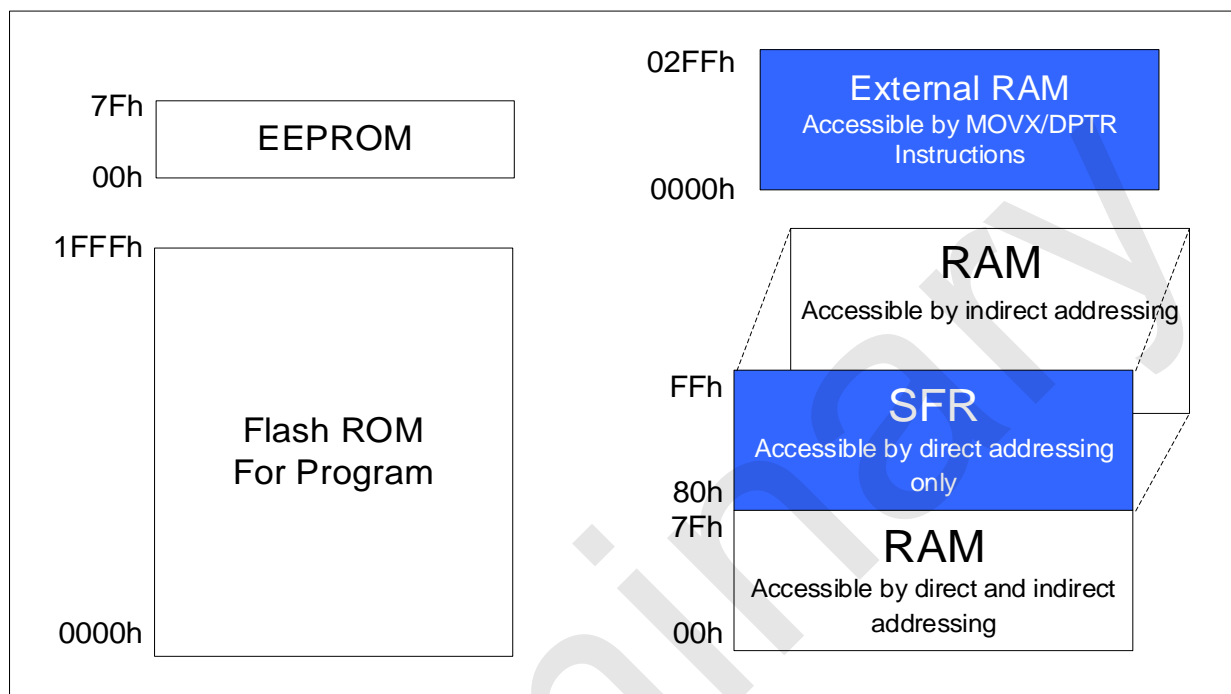 7Fh
EEPROM
00h
1FFFh
Flash ROM
For Program
0000h
02FFh
External RAM
Accessible by MOVX/DPTR
Instructions
0000h
RAM
Accessible by indirect addressing
FFh
SFR
Accessible by direct addressing
only
80h
7Fh
RAM
Accessible by direct and indirect
addressing
00h
inary